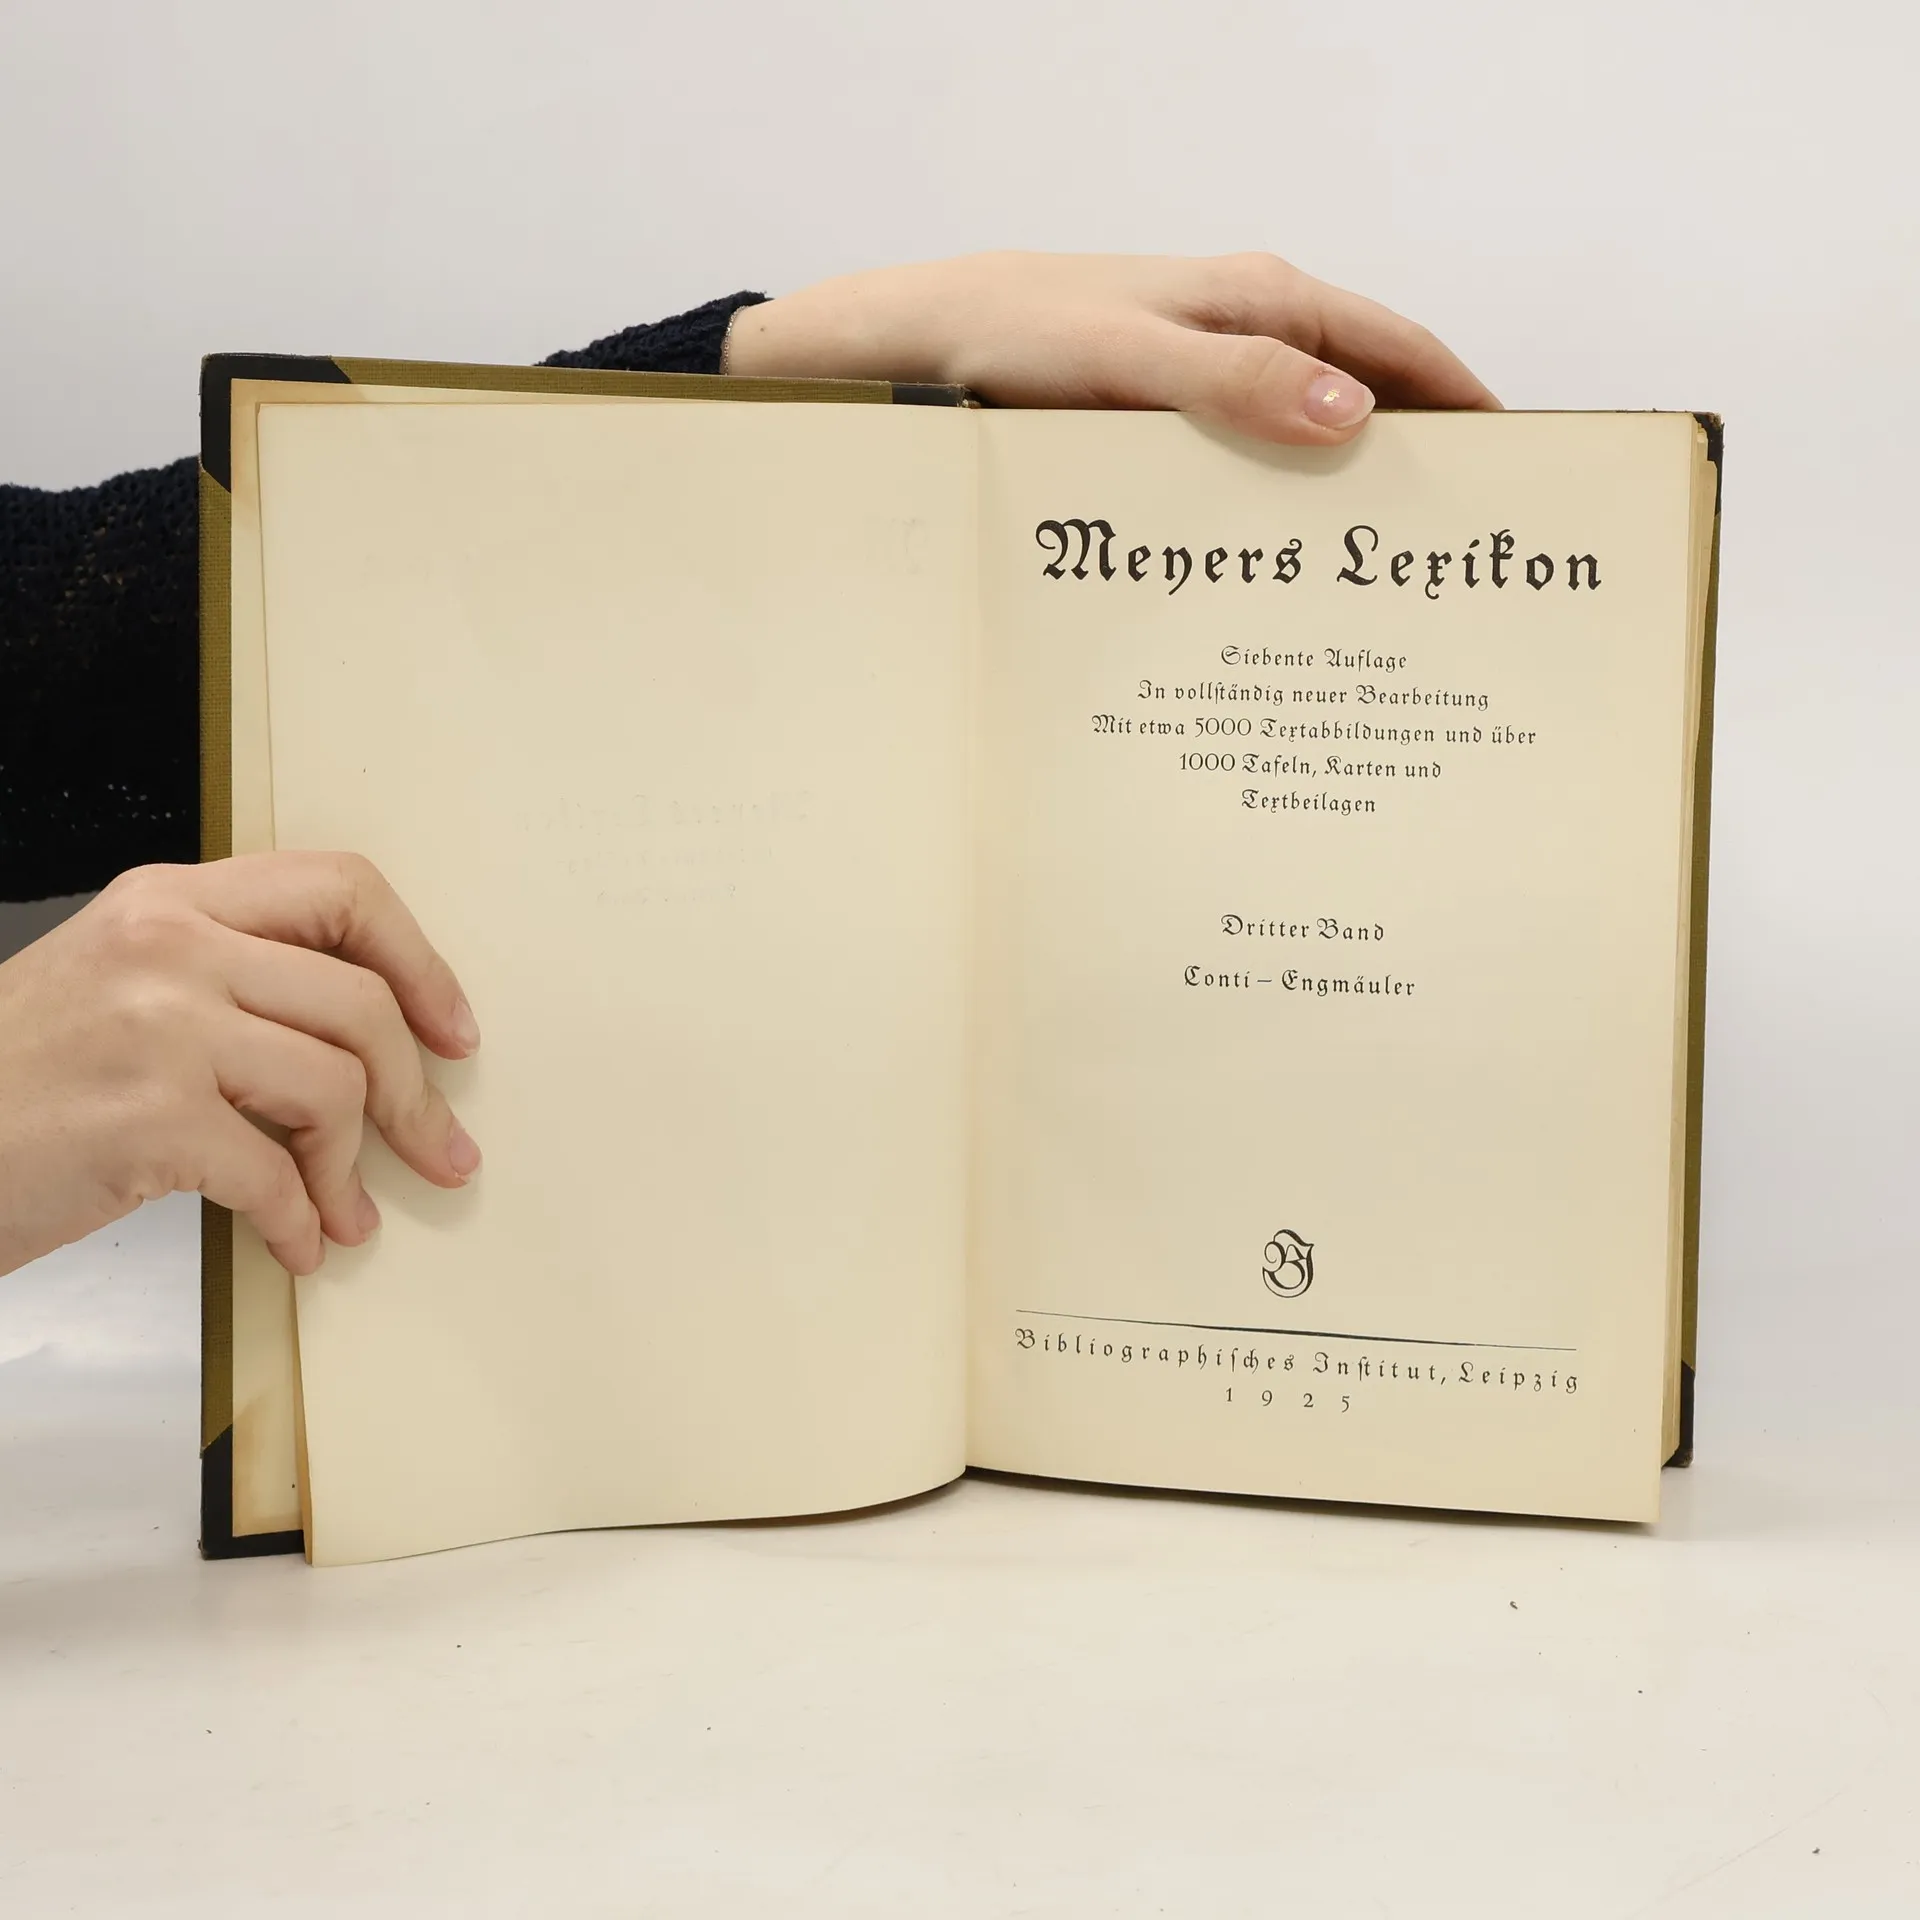 Meyers Lexikon
Siebente Auflage
In vollſtändig neuer Bearbeitung
Mit etwa 5000 Textabbildungen und über
1000 Tafeln, Karten und
Textbeilagen
Dritter Band
Conti – Engmäuler
BI
Bibliographiſches Inſtitut, Leipzig
1925